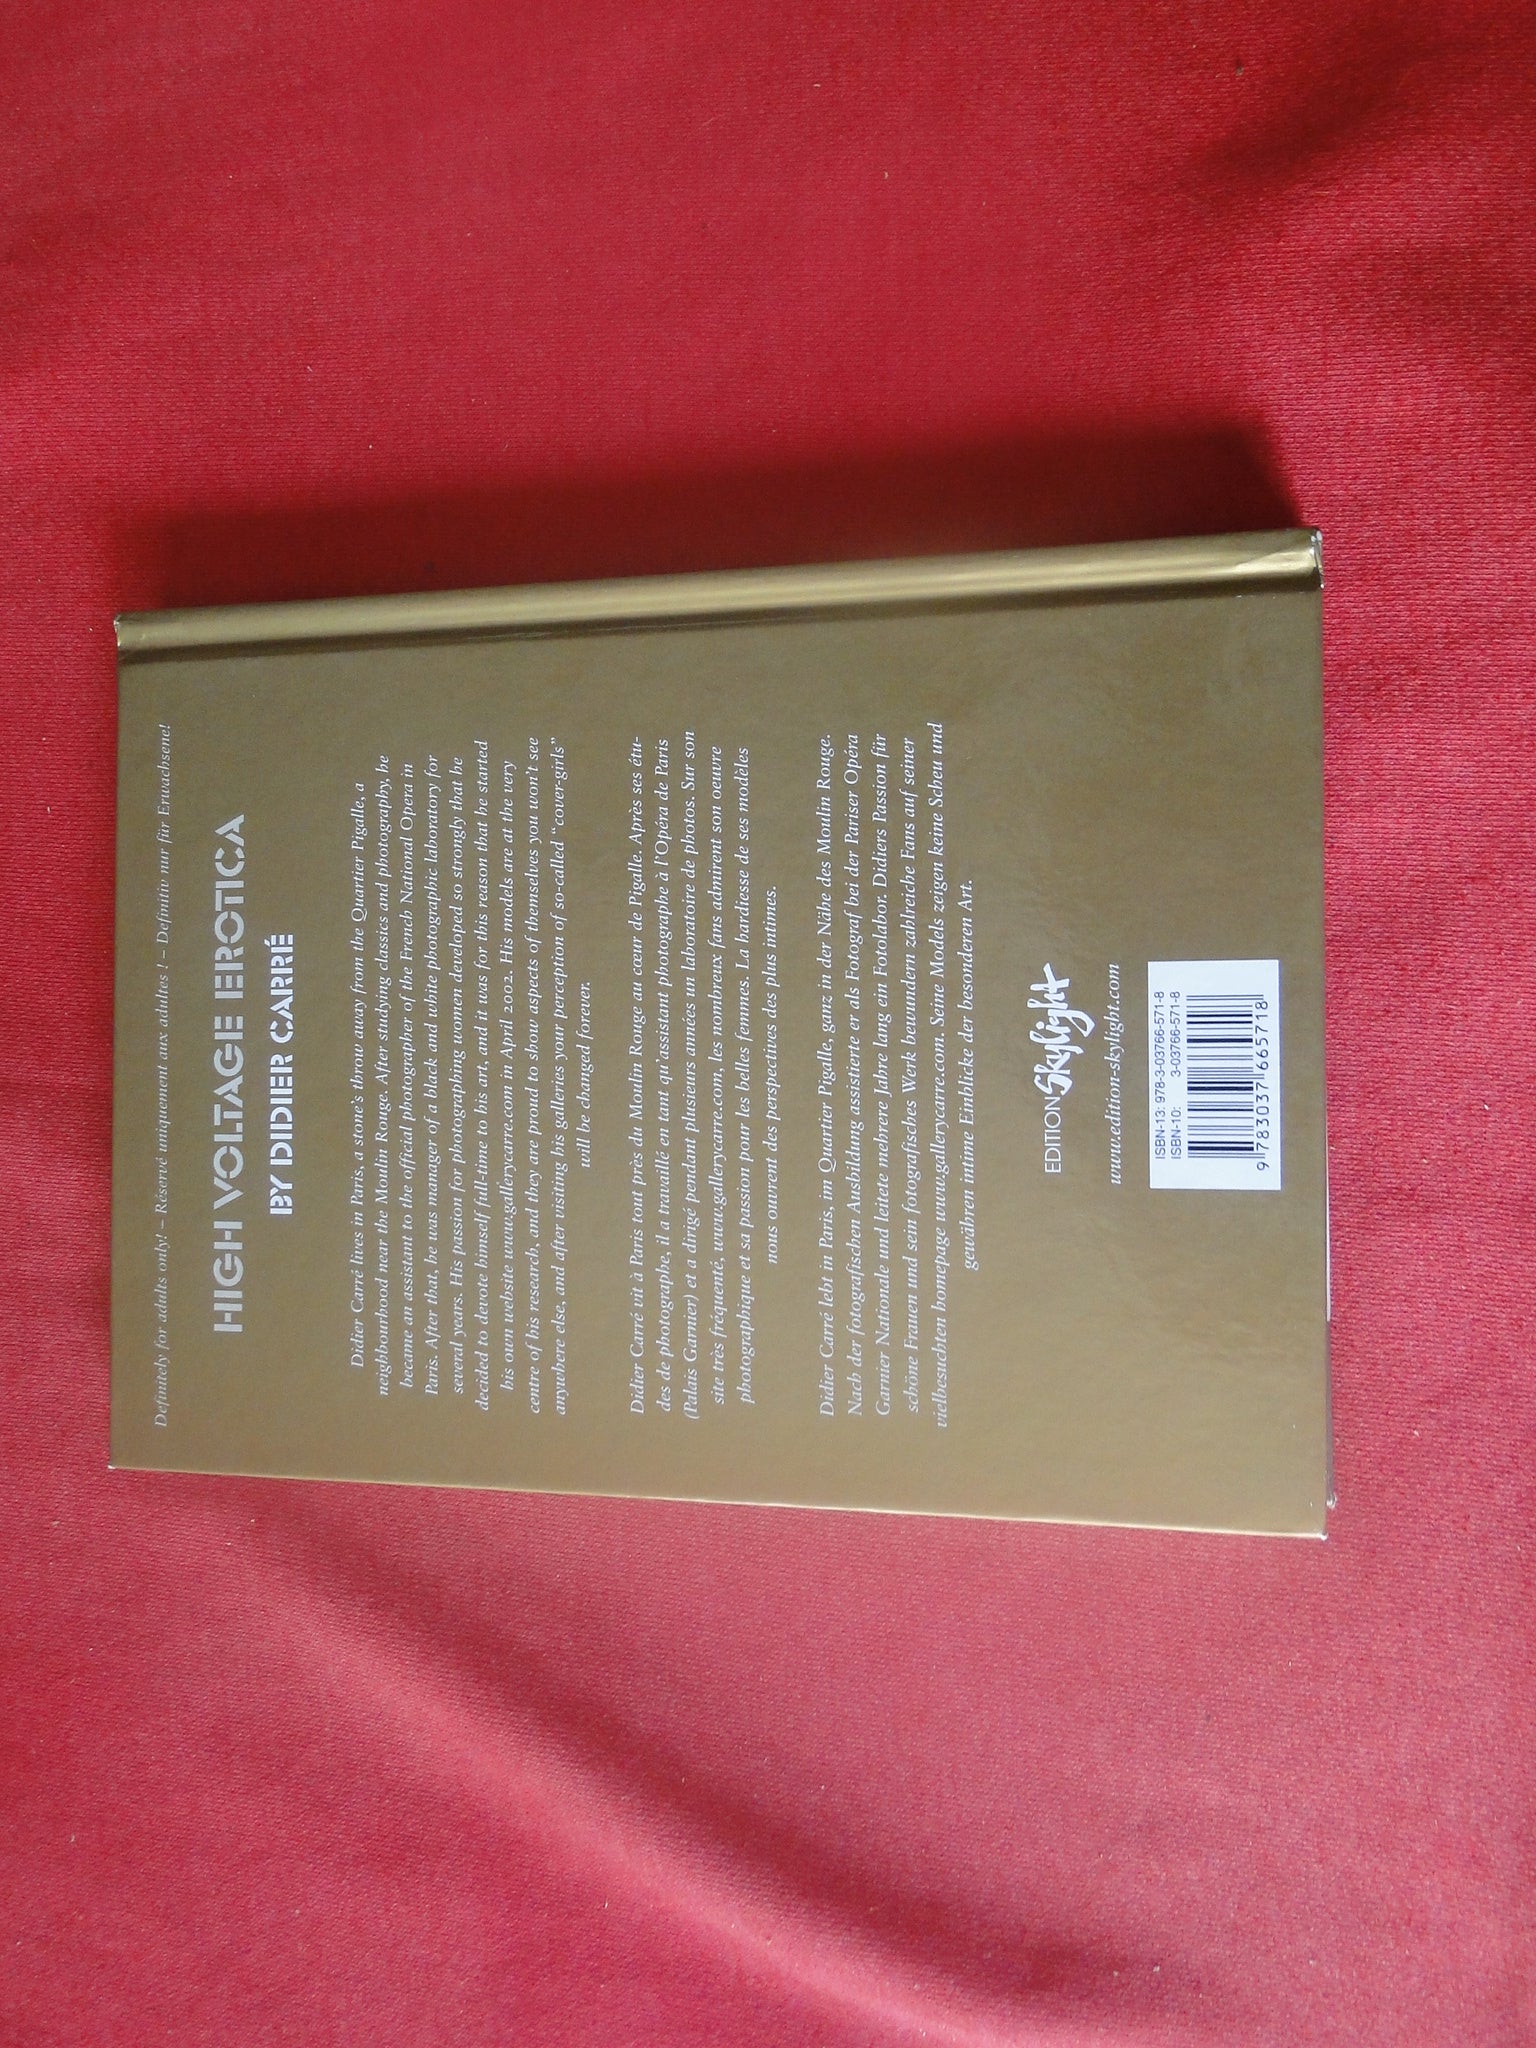 Definitely for adults only! – Réservé uniquement aux adultes ! – Definitiv nur für Erwachsene!
HIGH VOLTAGE EROTICA
BY DIDIER CARRÉ
Didier Carré lives in Paris, a stone's throw away from the Quartier Pigalle, a
neighbourhood near the Moulin Rouge. After studying classics and photography, he
became an assistant to the official photographer of the French National Opera in
Paris. After that, he was manager of a black and white photographic laboratory for
several years. His passion for photographing women developed so strongly that he
decided to devote himself full-time to his art, and it was for this reason that he started
his own website www.gallerycarre.com in April 2002. His models are at the very
centre of his research, and they are proud to show aspects of themselves you won't see
anywhere else, and after visiting his galleries your perception of so-called "cover-girls"
will be changed forever.
Didier Carré vit à Paris tout près du Moulin Rouge au cœur de Pigalle. Après ses étu-
des de photographe, il a travaillé en tant qu'assistant photographe à l'Opéra de Paris
(Palais Garnier) et a dirigé pendant plusieurs années un laboratoire de photos. Sur son
site tres fréquenté, www.gallerycarre.com, les nombreux fans admirent son oeuvre
photographique et sa passion pour les belles femmes. La hardiesse de ses modèles
nous ouvrent des perspectives des plus intimes.
Didier Carré lebt in Paris, im Quartier Pigalle, ganz in der Nähe des Moulin Rouge.
Nach der fotografischen Ausbildung assistierte er als Fotograf bei der Pariser Opéra
Garnier Nationale und leitete mehrere Jahre lang ein Fotolabor. Didiers Passion für
schöne Frauen und sein fotografisches Werk bewundern zahlreiche Fans auf seiner
vielbesuchten homepage www.gallerycarre.com. Seine Models zeigen keine Scheu und
gewähren intime Einblicke der besonderen Art.
EDITION Skylight
www.edition-skylight.com
ISBN-13: 978-3-03766-571-8
ISBN-10: 3-03766-571-8
9 783037 665718